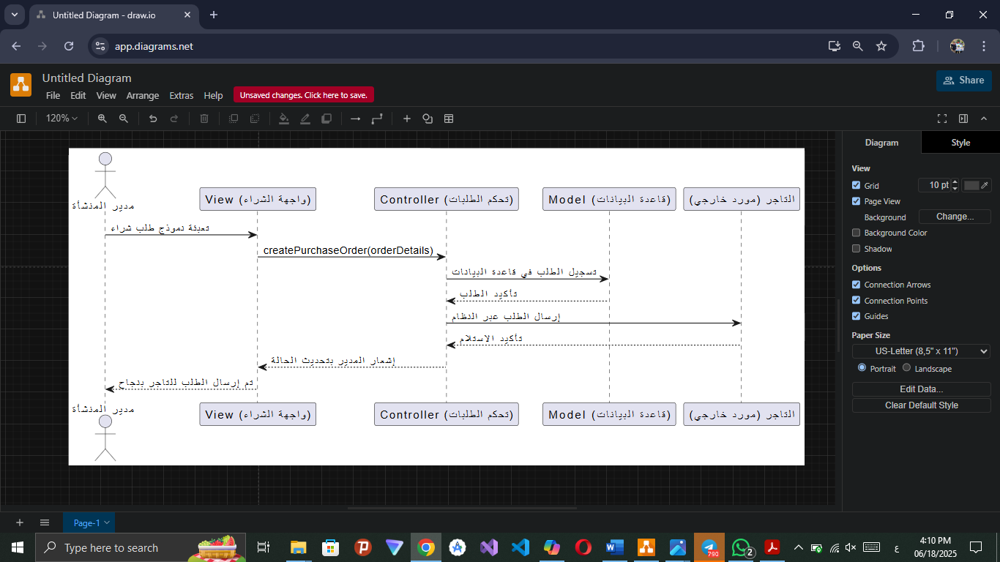 Untitled Diagram - draw.io
app.diagrams.net
Untitled Diagram
File Edit View Arrange Extras Help
Unsaved changes. Click here to save.
Share
120%
Diagram Style
View
Grid 10 pt
Page View
Background Change...
Background Color
Shadow
Options
Connection Arrows
Connection Points
Guides
Paper Size
US-Letter (8,5" x 11")
Portrait Landscape
Edit Data...
Clear Default Style
مدير المنشأة
View (واجهة الشراء)
Controller (تحكم الطلبات)
Model (قاعدة البيانات)
التاجر (مورد خارجي)
تعبئة نموذج طلب شراء
createPurchaseOrder(orderDetails)
تسجيل الطلب في قاعدة البيانات
تأكيد الطلب
إرسال الطلب عبر النظام
تأكيد الاستلام
إشعار المدير بتحديث الحالة
تم إرسال الطلب للتاجر بنجاح
مدير المنشأة
View (واجهة الشراء)
Controller (تحكم الطلبات)
Model (قاعدة البيانات)
التاجر (مورد خارجي)
Page-1
Type here to search
790
2
ع
4:10 PM
06/18/2025